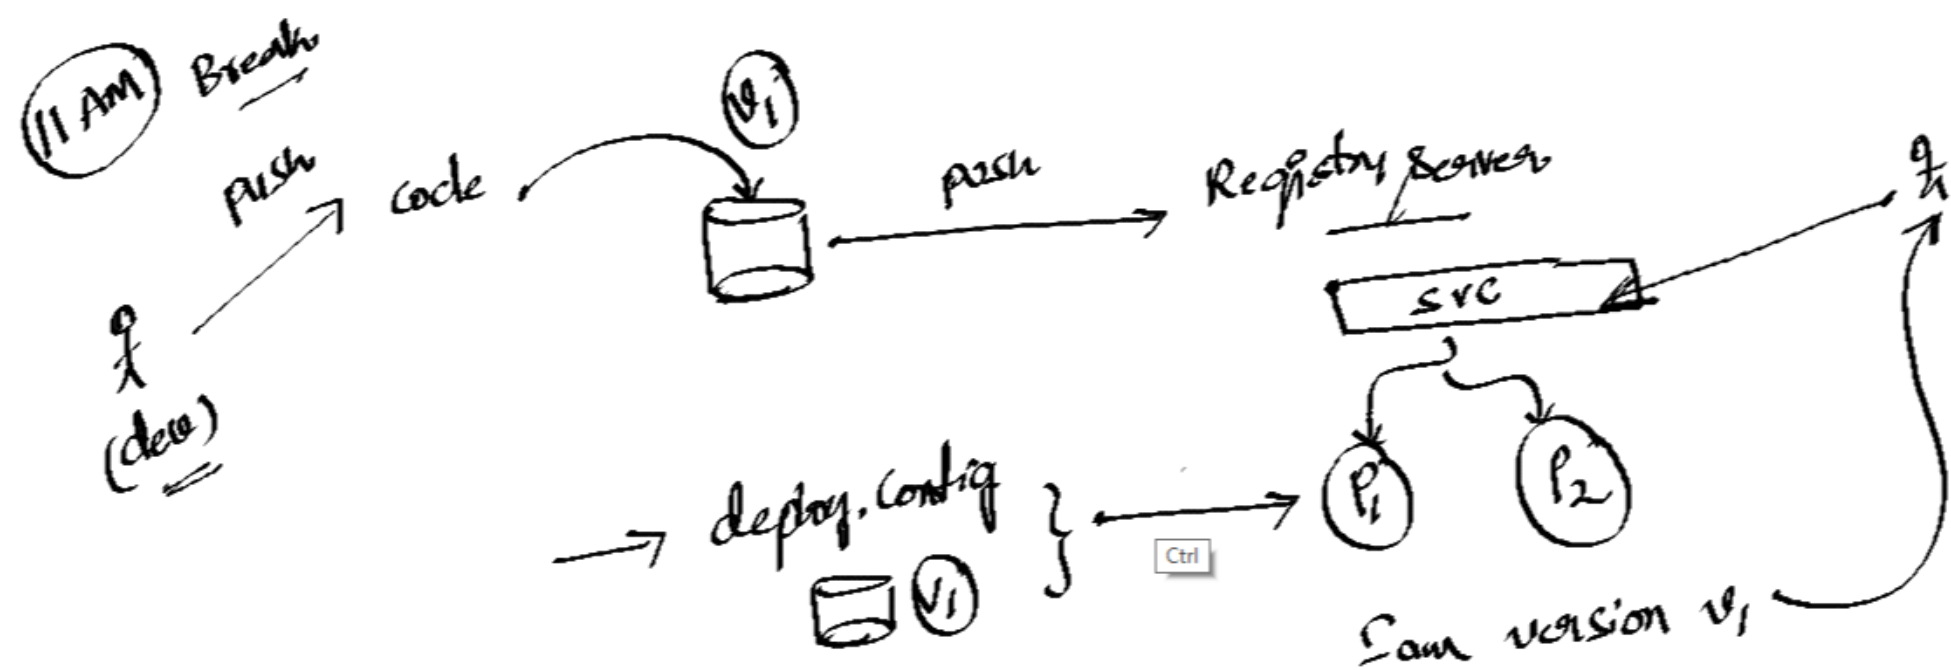 11 AM Break
push
code
v1
push
Registry Server
svc
(dev)
P1
P2
deploy.config
v1
Ctrl
I am version v1